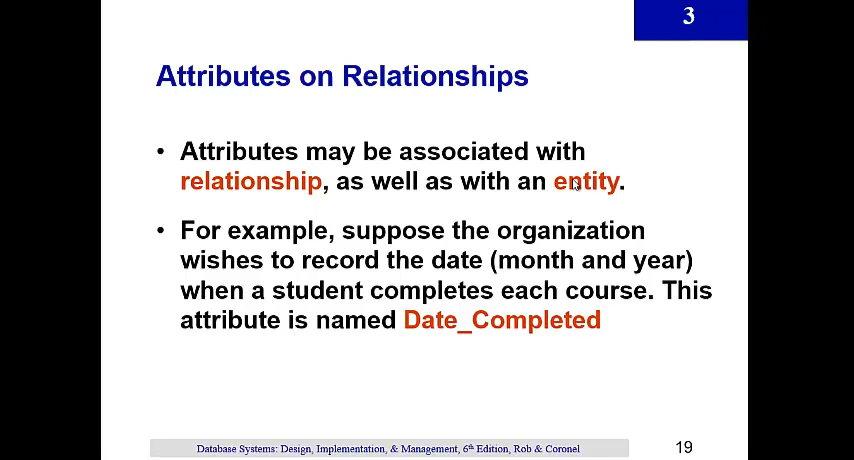 3
Attributes on Relationships
• Attributes may be associated with
relationship, as well as with an entity.
• For example, suppose the organization
wishes to record the date (month and year)
when a student completes each course. This
attribute is named Date_Completed
Database Systems: Design, Implementation, & Management, 6th Edition, Rob & Coronel
19